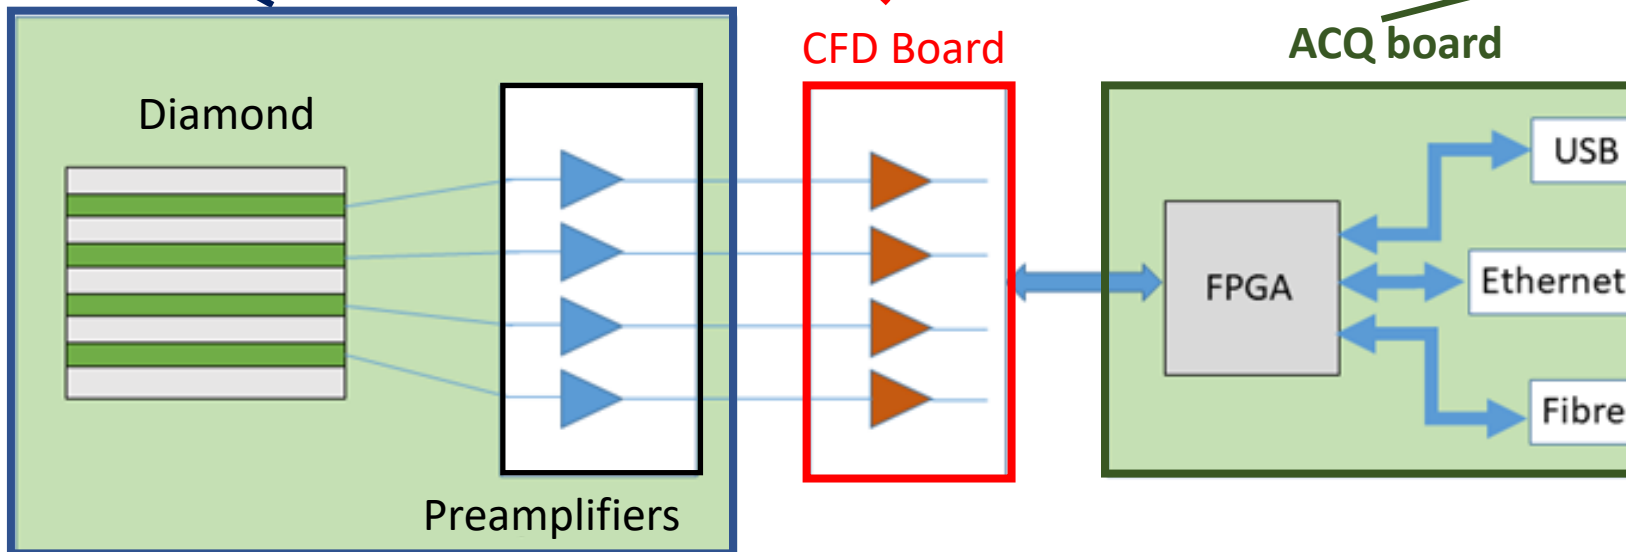 CFD Board
ACQ board
Diamond
USB
FPGA
Ethernet
Fibre
Preamplifiers